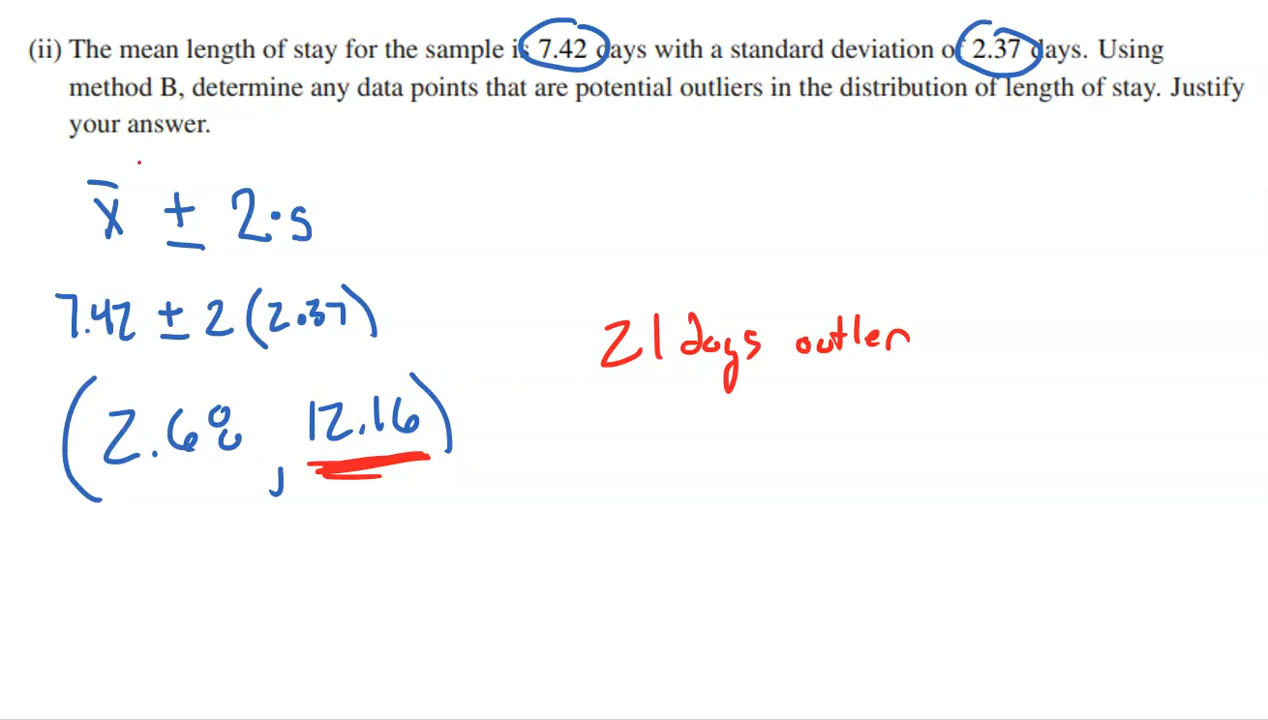 (ii) The mean length of stay for the sample is 7.42 days with a standard deviation of 2.37 days. Using
method B, determine any data points that are potential outliers in the distribution of length of stay. Justify
your answer.
x̄ ± 2·s
7.42 ± 2(2.37)
(2.68, 12.16)
21 days outler